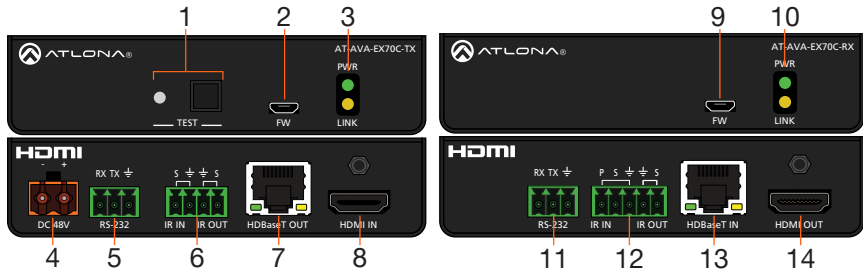 1 2 3 9 10
ATLONA® AT-AVA-EX70C-TX
PWR
TEST FW LINK
ATLONA® AT-AVA-EX70C-RX
PWR
FW LINK
HDMI
- +
RX TX
S S
DC 48V RS-232 IR IN IR OUT HDBaseT OUT HDMI IN
4 5 6 7 8
HDMI
RX TX
P S S
RS-232 IR IN IR OUT HDBaseT IN HDMI OUT
11 12 13 14